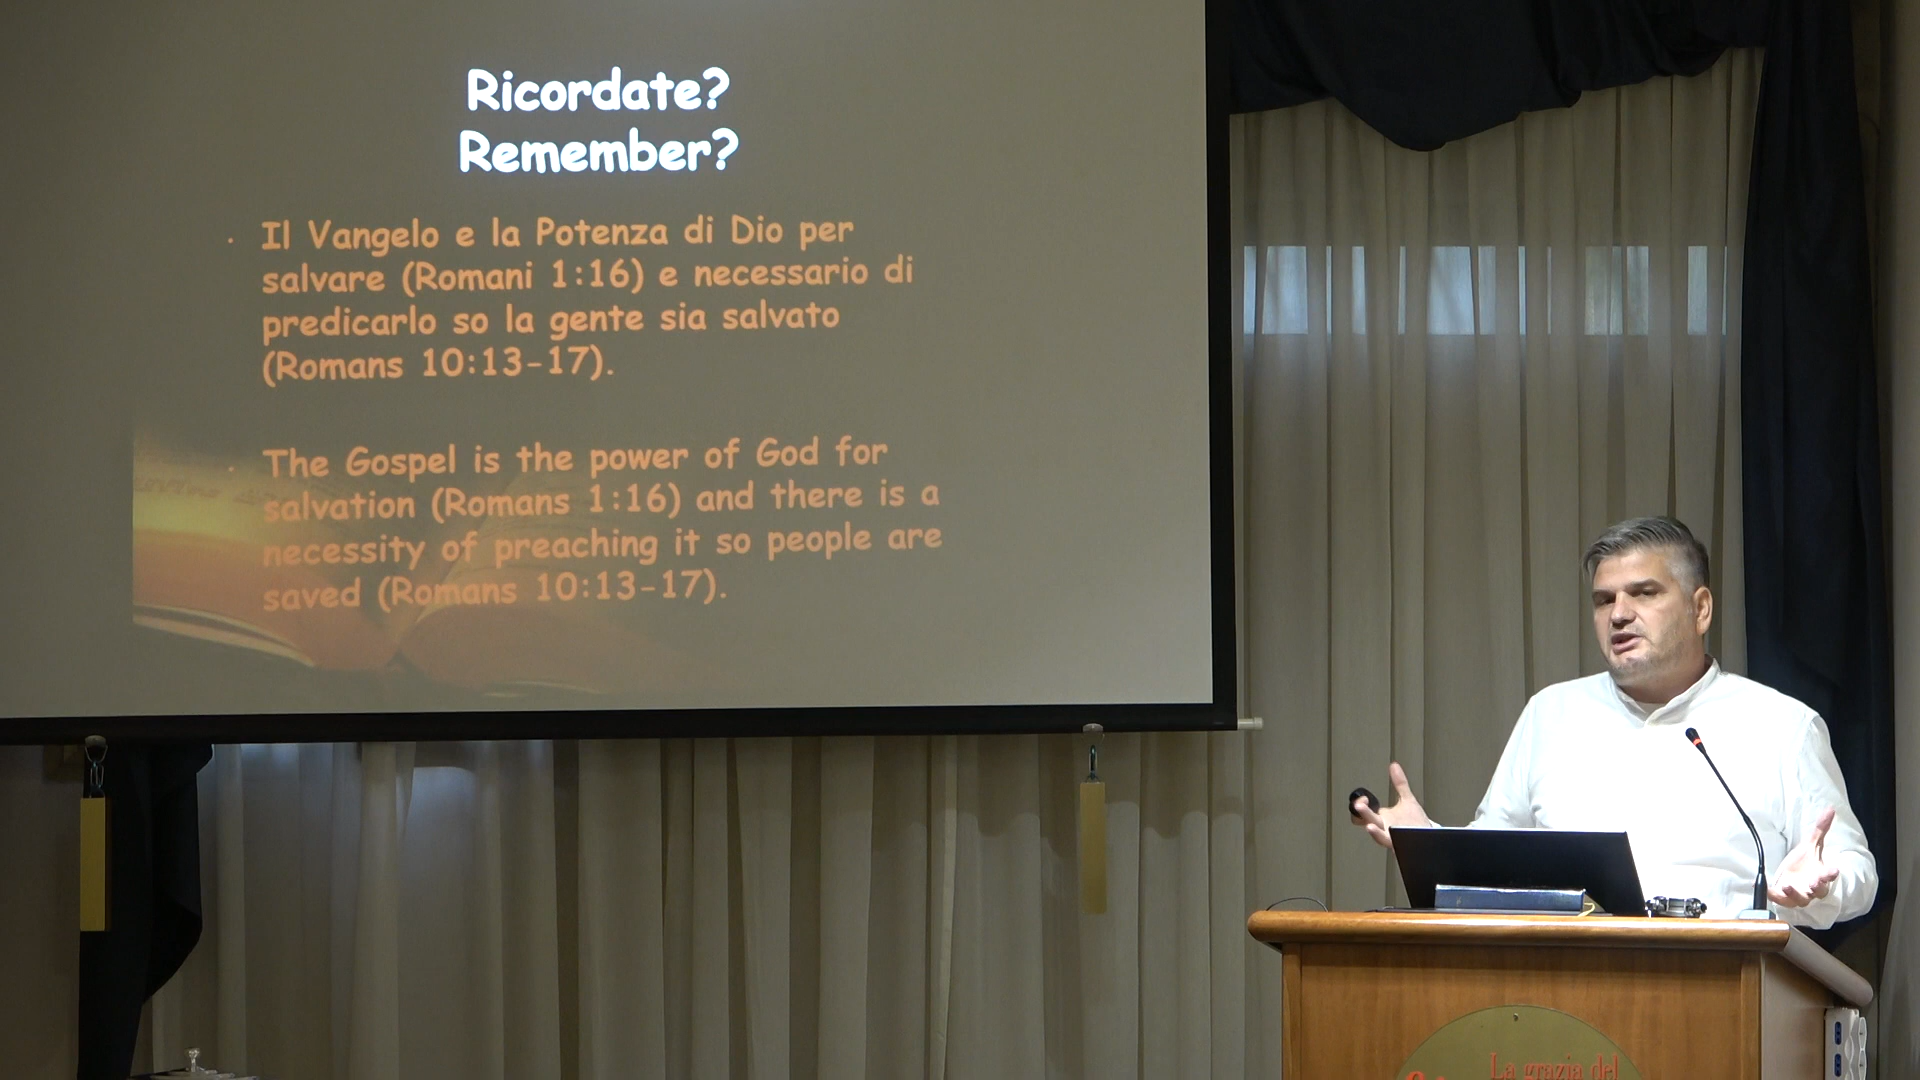 Ricordate?
Remember?
· Il Vangelo e la Potenza di Dio per
salvare (Romani 1:16) e necessario di
predicarlo so la gente sia salvato
(Romans 10:13-17).
· The Gospel is the power of God for
salvation (Romans 1:16) and there is a
necessity of preaching it so people are
saved (Romans 10:13-17).
La grazia del